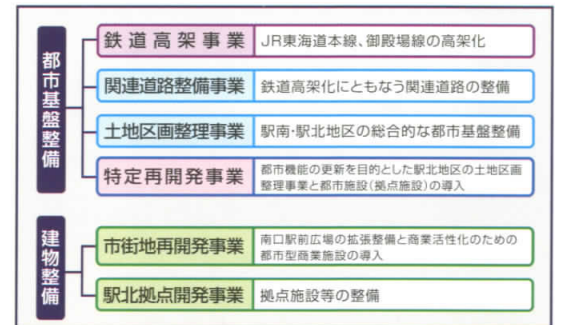 都市基盤整備
鉄道高架事業 JR東海道本線、御殿場線の高架化
関連道路整備事業 鉄道高架化にともなう関連道路の整備
土地区画整理事業 駅南・駅北地区の総合的な都市基盤整備
特定再開発事業 都市機能の更新を目的とした駅北地区の土地区画
整理事業と都市施設(拠点施設)の導入
建物整備
市街地再開発事業 南口駅前広場の拡張整備と商業活性化のための
都市型商業施設の導入
駅北拠点開発事業 拠点施設等の整備